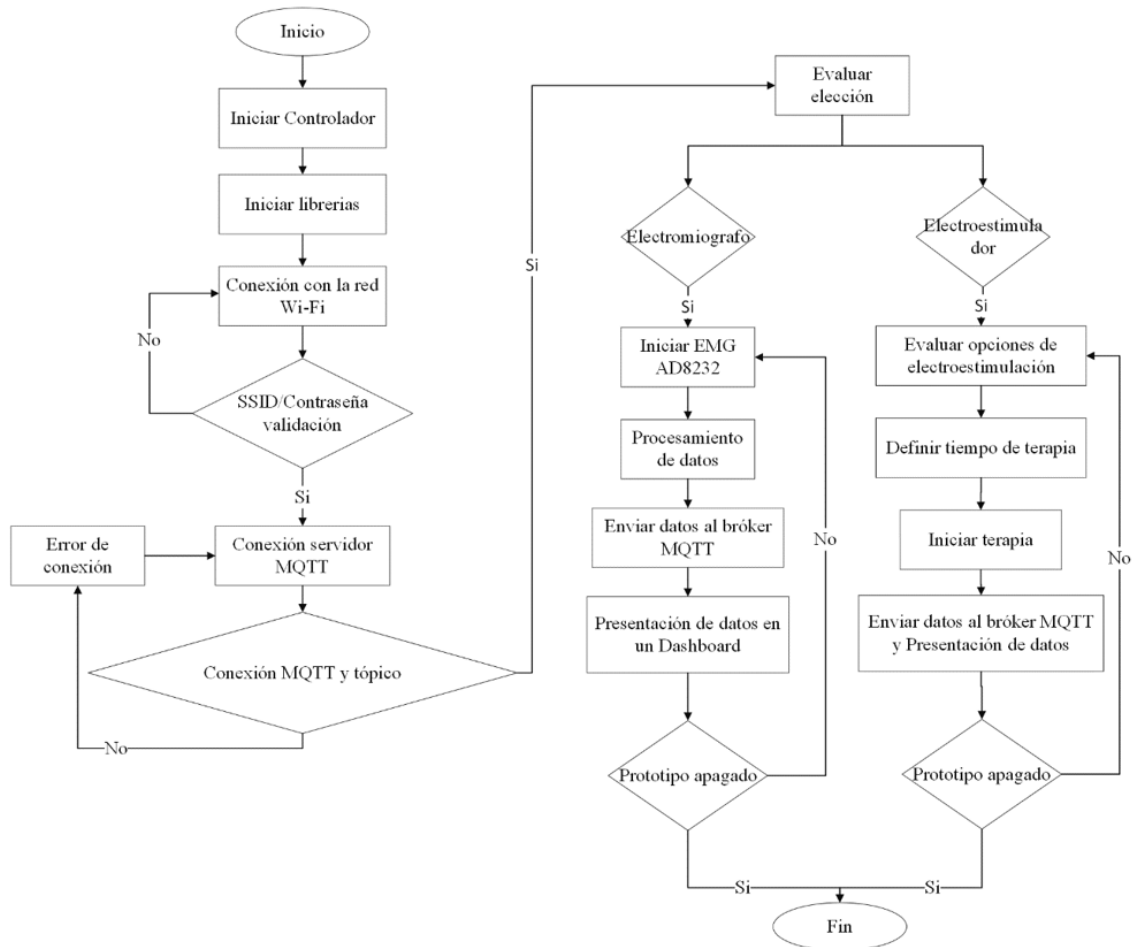 Inicio
Iniciar Controlador
Iniciar librerias
Conexión con la red
Wi-Fi
No
SSID/Contraseña
validación
Si
Error de
conexión
Conexión servidor
MQTT
Conexión MQTT y tópico
No
Si
Evaluar
elección
Electromiografo
Si
Iniciar EMG
AD8232
Procesamiento
de datos
Enviar datos al bróker
MQTT
No
Presentación de datos en
un Dashboard
Prototipo apagado
Si
Electroestimula
dor
Si
Evaluar opciones de
electroestimulación
Definir tiempo de terapia
Iniciar terapia
No
Enviar datos al bróker MQTT
y Presentación de datos
Prototipo apagado
Si
Fin